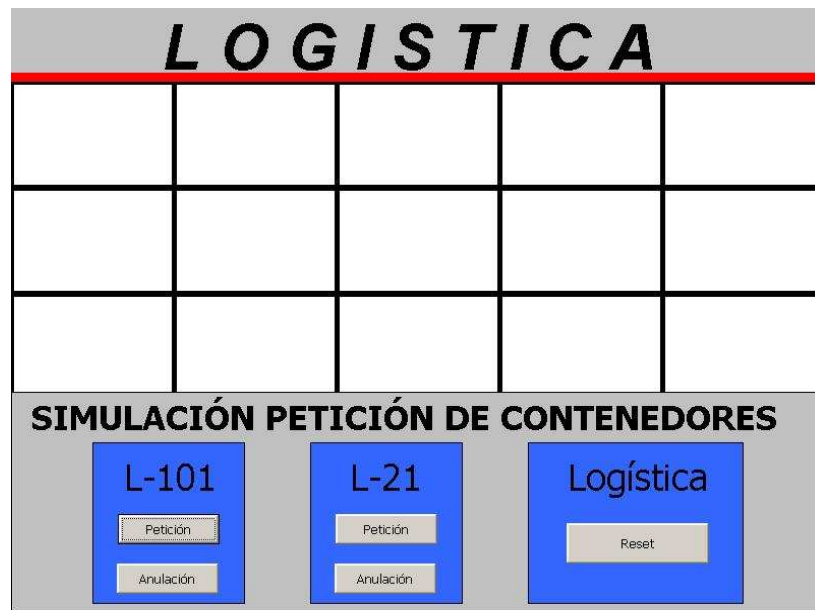 LOGISTICA
SIMULACIÓN PETICIÓN DE CONTENEDORES
L-101
Petición
Anulación
L-21
Petición
Anulación
Logística
Reset